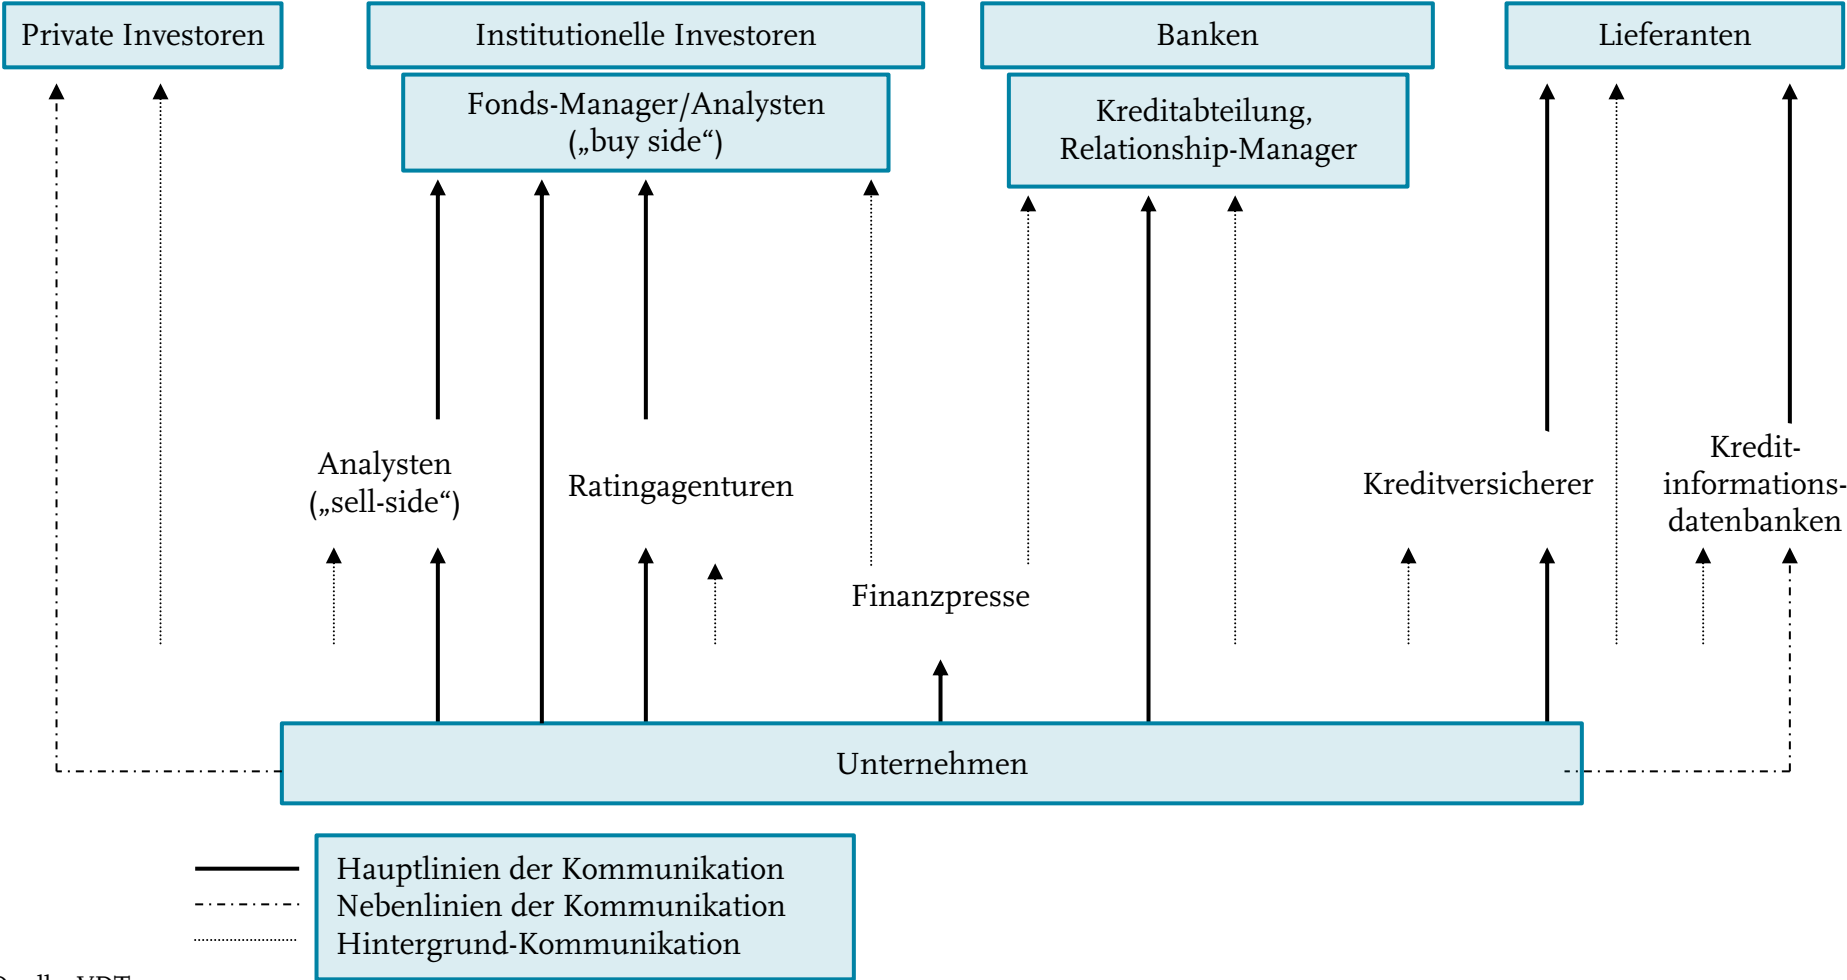 Private Investoren
Institutionelle Investoren
Banken
Lieferanten
Fonds-Manager/Analysten
(„buy side“)
Kreditabteilung,
Relationship-Manager
Analysten
(„sell-side“)
Ratingagenturen
Finanzpresse
Kreditversicherer
Kredit-
informations-
datenbanken
Unternehmen
Hauptlinien der Kommunikation
Nebenlinien der Kommunikation
Hintergrund-Kommunikation